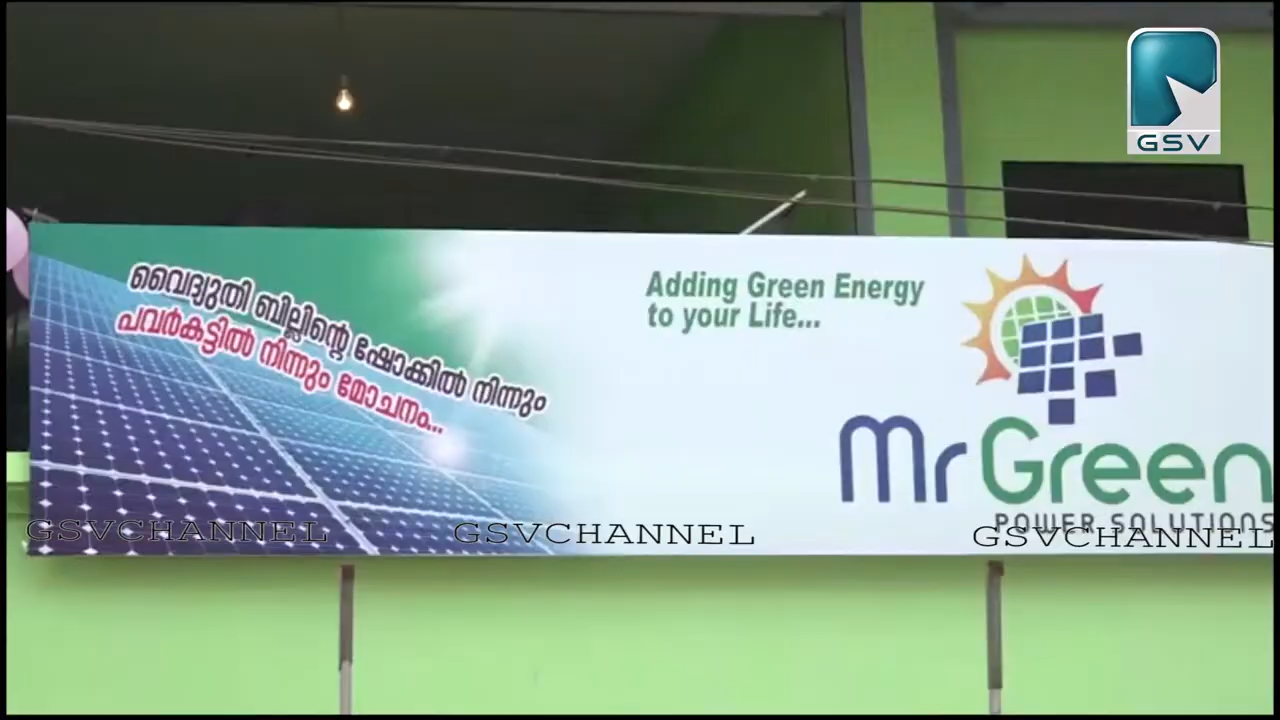 GSV
വൈദ്യുതി ബില്ലിന്റെ ഷോക്കിൽ നിന്നും
പവർകട്ടിൽ നിന്നും മോചനം...
Adding Green Energy
to your Life...
Mr Green
POWER SOLUTIONS
GSVCHANNEL GSVCHANNEL GSVCHANNEL